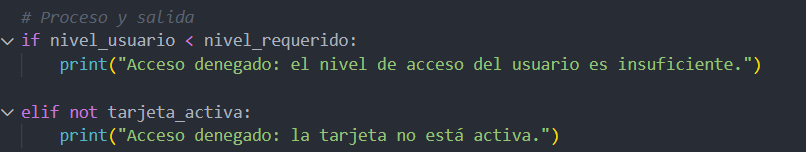 # Proceso y salida
if nivel_usuario < nivel_requerido:
    print("Acceso denegado: el nivel de acceso del usuario es insuficiente.")
elif not tarjeta_activa:
    print("Acceso denegado: la tarjeta no está activa.")